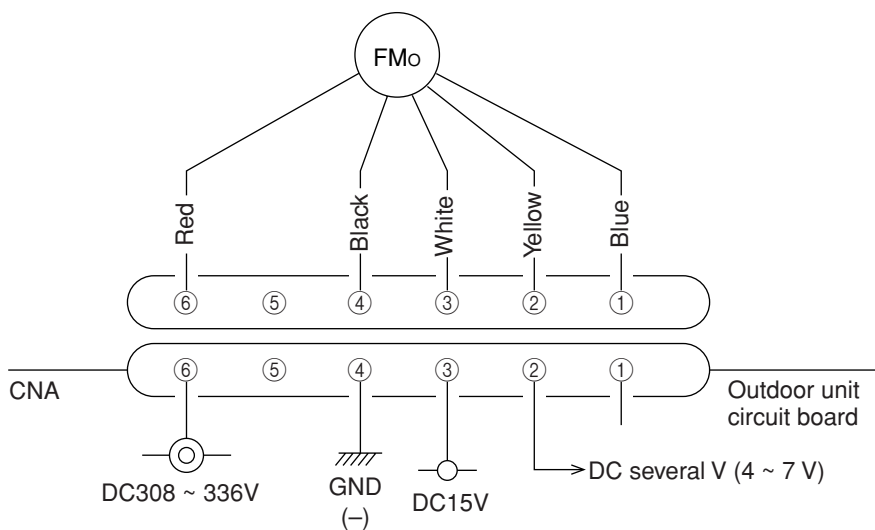 FMo
Red
Black
White
Yellow
Blue
⑥ ⑤ ④ ③ ② ①
⑥ ⑤ ④ ③ ② ①
CNA
Outdoor unit
circuit board
DC308 ~ 336V
GND
(–)
DC15V
DC several V (4 ~ 7 V)